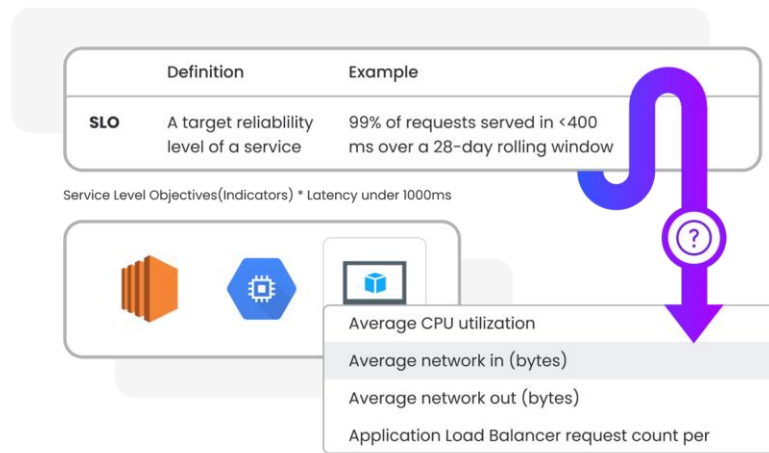 Definition
Example
SLO
A target reliablility
level of a service
99% of requests served in <400
ms over a 28-day rolling window
Service Level Objectives(Indicators) * Latency under 1000ms
?
Average CPU utilization
Average network in (bytes)
Average network out (bytes)
Application Load Balancer request count per